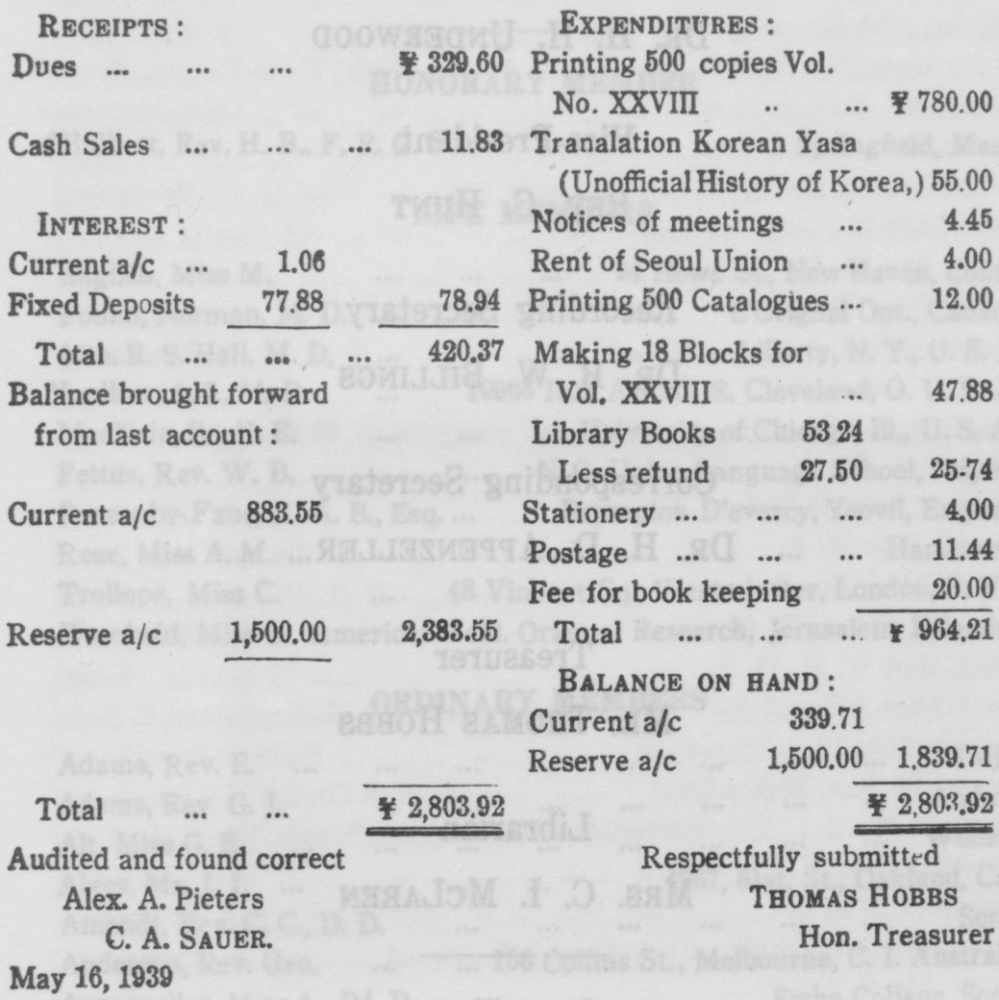 RECEIPTS :
Dues ... ... ... ¥ 329.60
Cash Sales ... ... ... 11.83
INTEREST :
Current a/c ... 1.06
Fixed Deposits 77.88 78.94
Total ... ... ... 420.37
Balance brought forward
from last account :
Current a/c 883.55
Reserve a/c 1,500.00 2,383.55
Total ... ... ¥ 2,803.92
Audited and found correct
Alex. A. Pieters
C. A. SAUER.
May 16, 1939
EXPENDITURES :
Printing 500 copies Vol.
No. XXVIII .. ... ¥ 780.00
Tranalation Korean Yasa
(Unofficial History of Korea,) 55.00
Notices of meetings ... 4.45
Rent of Seoul Union ... 4.00
Printing 500 Catalogues ... 12.00
Making 18 Blocks for
Vol. XXVIII ... 47.88
Library Books 53.24
Less refund 27.50 25.74
Stationery ... ... ... 4.00
Postage ... ... ... 11.44
Fee for book keeping 20.00
Total ... ... ... ¥ 964.21
BALANCE ON HAND :
Current a/c 339.71
Reserve a/c 1,500.00 1,839.71
¥ 2,803.92
Respectfully submitted
THOMAS HOBBS
Hon. Treasurer